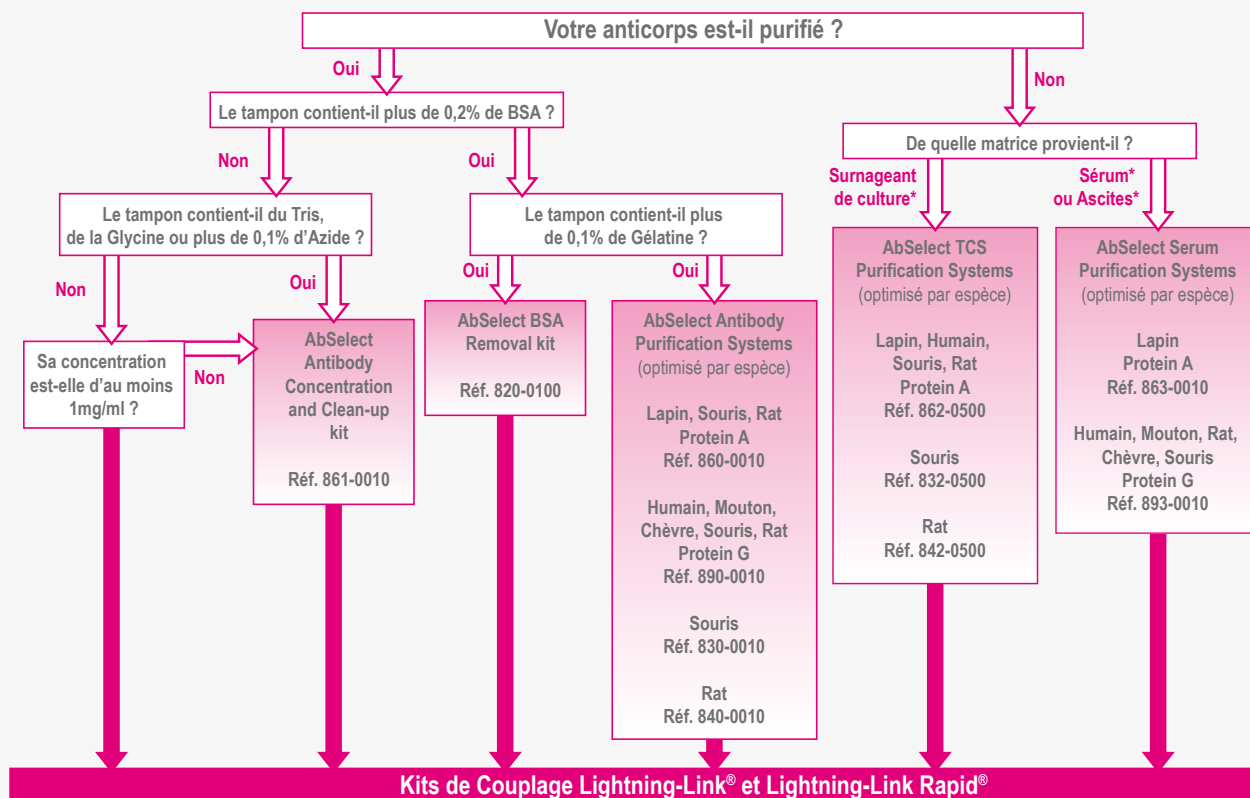 Votre anticorps est-il purifié ?
Oui
Non
Le tampon contient-il plus de 0,2% de BSA ?
De quelle matrice provient-il ?
Non
Oui
Surnageant
de culture*
Sérum*
ou Ascites*
Le tampon contient-il du Tris,
de la Glycine ou plus de 0,1% d'Azide ?
Le tampon contient-il plus
de 0,1% de Gélatine ?
Non
Oui
Oui
Oui
Sa concentration
est-elle d'au moins
1mg/ml ?
Non
AbSelect
Antibody
Concentration
and Clean-up
kit
Réf. 861-0010
AbSelect BSA
Removal kit
Réf. 820-0100
AbSelect Antibody
Purification Systems
(optimisé par espèce)
Lapin, Souris, Rat
Protein A
Réf. 860-0010
Humain, Mouton,
Chèvre, Souris, Rat
Protein G
Réf. 890-0010
Souris
Réf. 830-0010
Rat
Réf. 840-0010
AbSelect TCS
Purification Systems
(optimisé par espèce)
Lapin, Humain,
Souris, Rat
Protein A
Réf. 862-0500
Souris
Réf. 832-0500
Rat
Réf. 842-0500
AbSelect Serum
Purification Systems
(optimisé par espèce)
Lapin
Protein A
Réf. 863-0010
Humain, Mouton, Rat,
Chèvre, Souris
Protein G
Réf. 893-0010
Kits de Couplage Lightning-Link® et Lightning-Link Rapid®